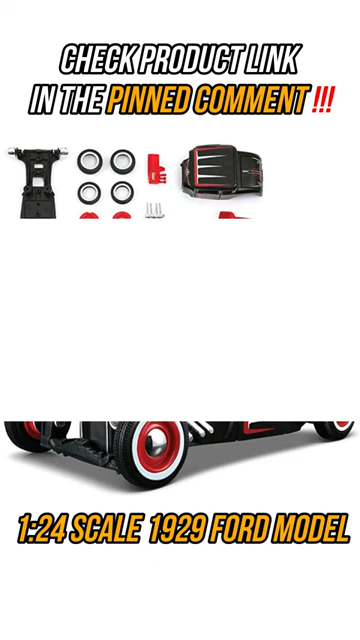 CHECK PRODUCT LINK
IN THE PINNED COMMENT !!!
1:24 SCALE 1929 FORD MODEL